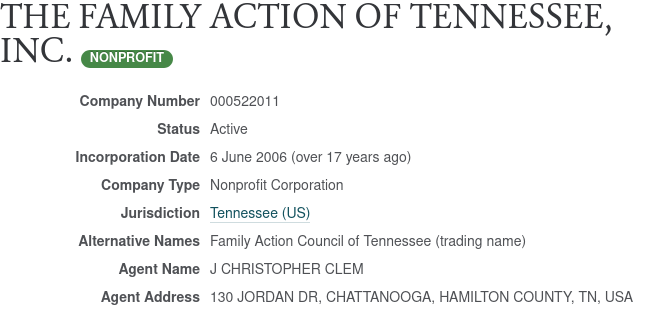 THE FAMILY ACTION OF TENNESSEE,
INC. NONPROFIT
Company Number 000522011
Status Active
Incorporation Date 6 June 2006 (over 17 years ago)
Company Type Nonprofit Corporation
Jurisdiction Tennessee (US)
Alternative Names Family Action Council of Tennessee (trading name)
Agent Name J CHRISTOPHER CLEM
Agent Address 130 JORDAN DR, CHATTANOOGA, HAMILTON COUNTY, TN, USA